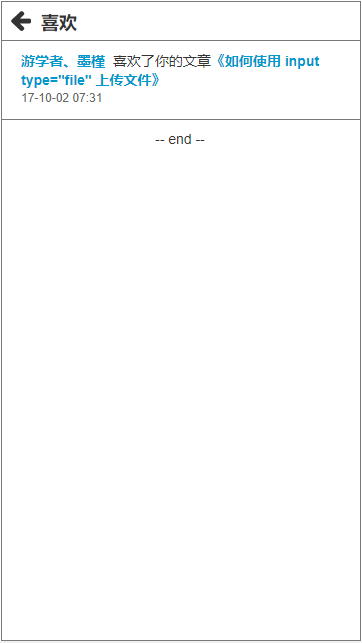 喜欢
游学者、墨槿 喜欢了你的文章《如何使用 input
type="file" 上传文件》
17-10-02 07:31
-- end --